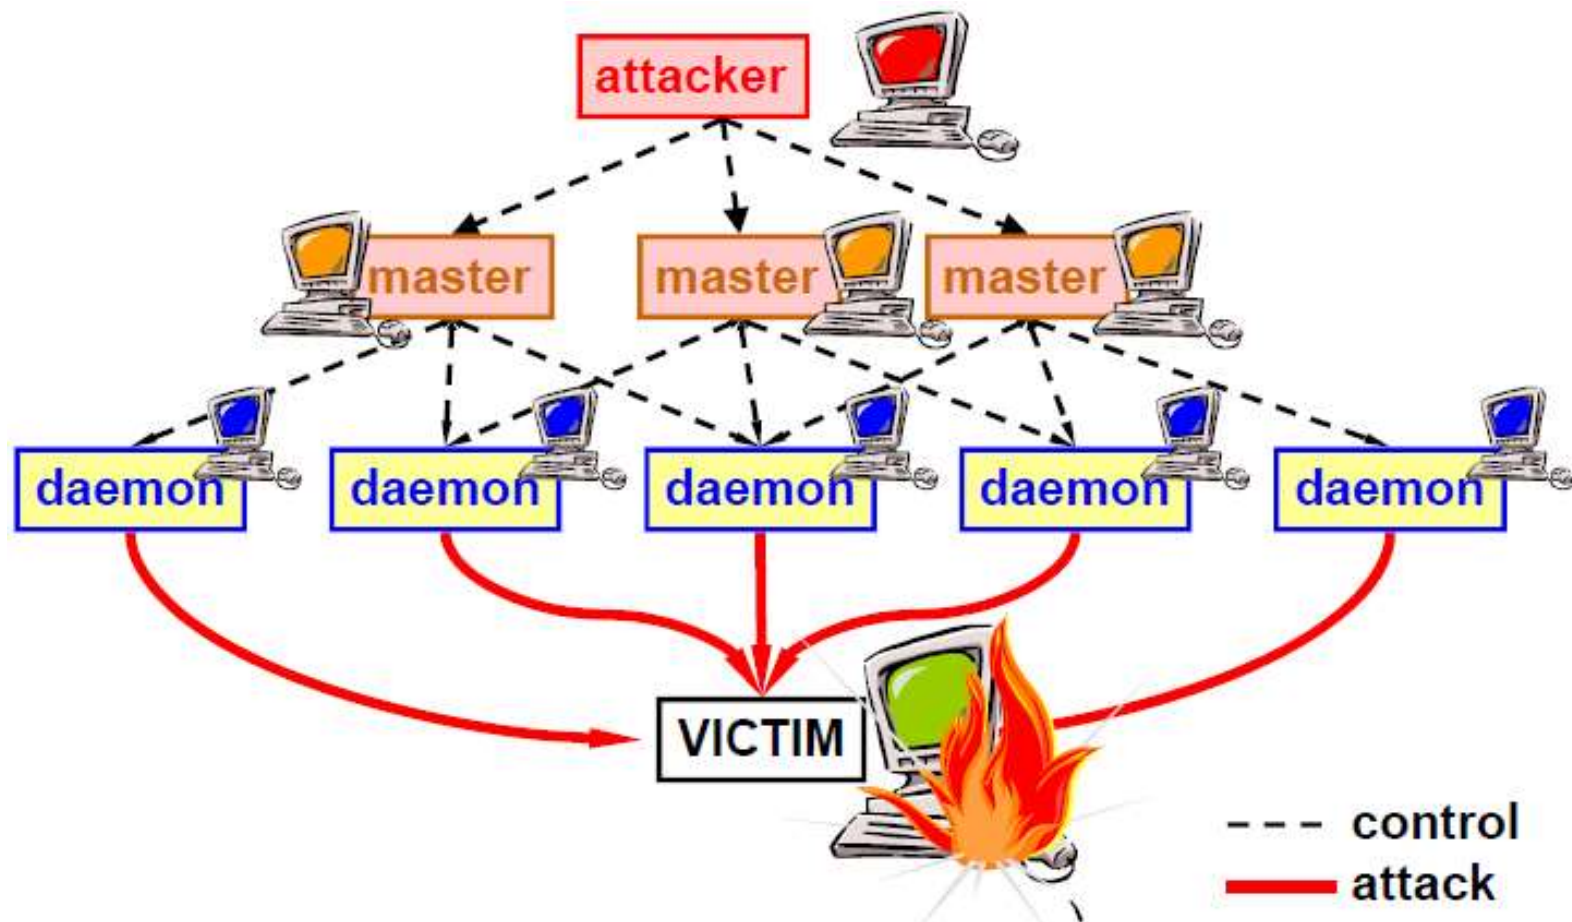 attacker
master
master
master
daemon
daemon
daemon
daemon
daemon
VICTIM
control
attack